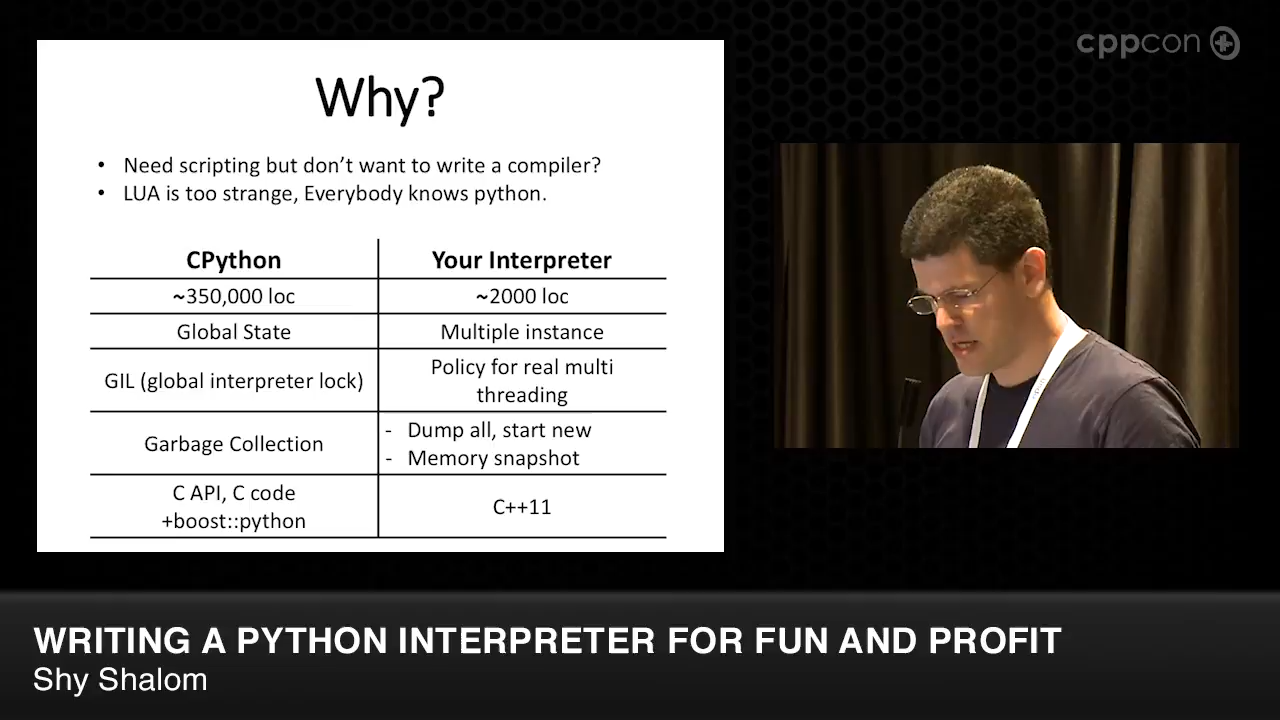 cppcon
Why?
• Need scripting but don't want to write a compiler?
• LUA is too strange, Everybody knows python.
CPython Your Interpreter
~350,000 loc ~2000 loc
Global State Multiple instance
GIL (global interpreter lock) Policy for real multi
threading
Garbage Collection - Dump all, start new
- Memory snapshot
C API, C code
+boost::python C++11
WRITING A PYTHON INTERPRETER FOR FUN AND PROFIT
Shy Shalom